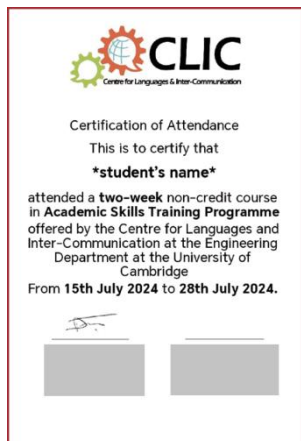 CLIC
Centre for Languages & Inter-Communication
Certification of Attendance
This is to certify that
*student's name*
attended a two-week non-credit course
in Academic Skills Training Programme
offered by the Centre for Languages and
Inter-Communication at the Engineering
Department at the University of
Cambridge
From 15th July 2024 to 28th July 2024.